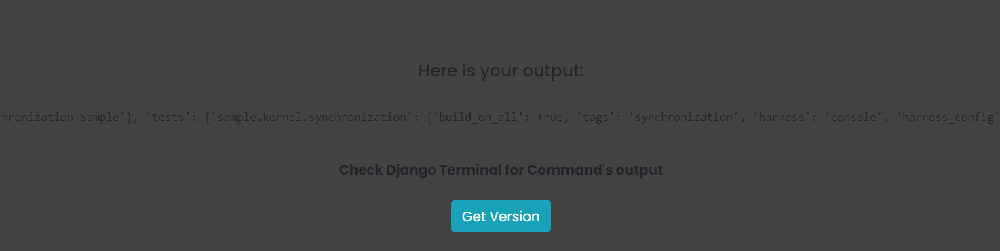 Here is your output:
hronization Sample'}, 'tests': {'sample.kernel.synchronization': {'build_on_all': True, 'tags': 'synchronization', 'harness': 'console', 'harness_config'
Check Django Terminal for Command's output
Get Version